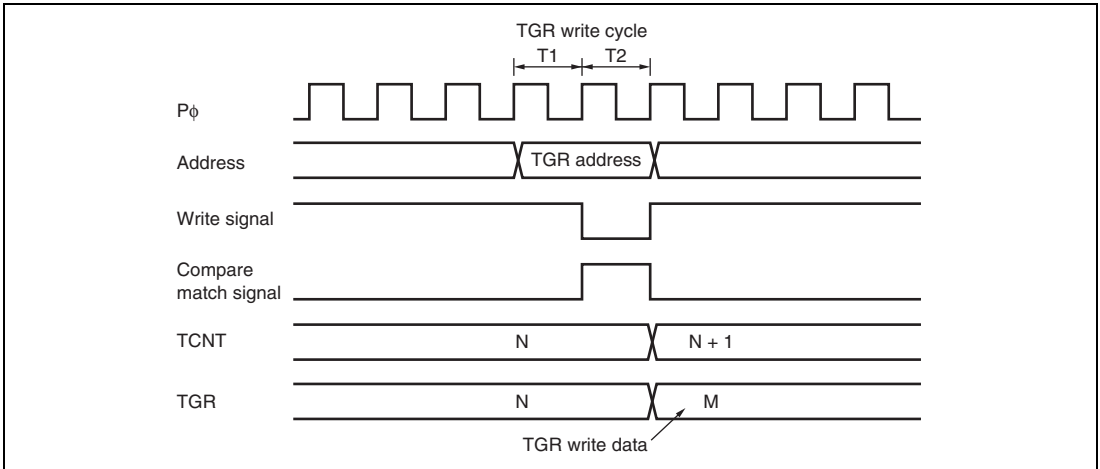 TGR write cycle
T1 T2
Pϕ
Address TGR address
Write signal
Compare
match signal
TCNT N N + 1
TGR N M
TGR write data